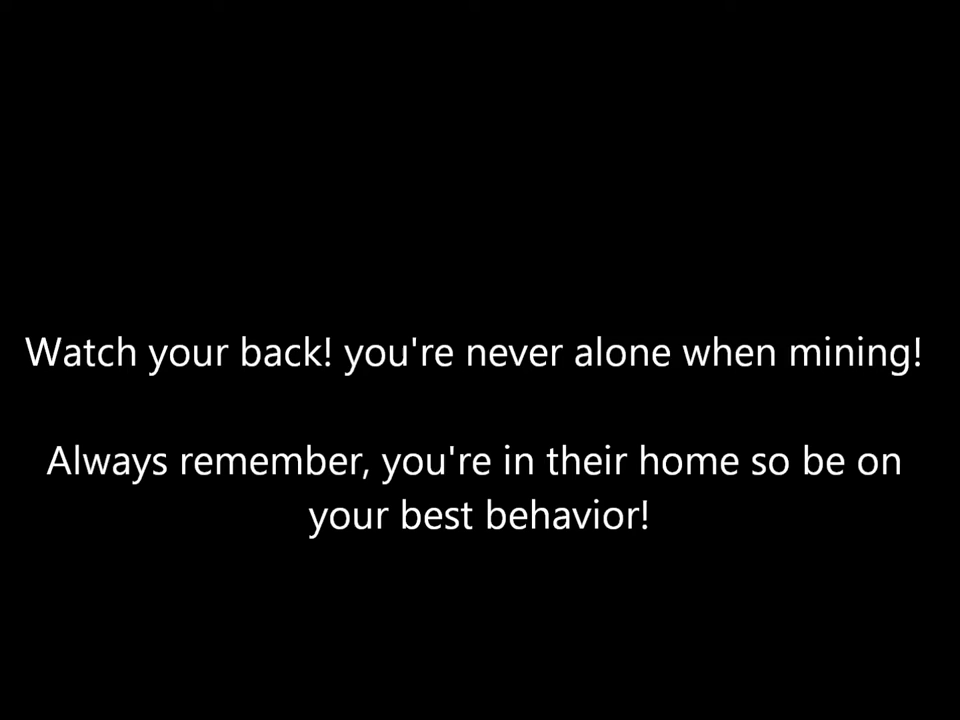 Watch your back! you're never alone when mining!
Always remember, you're in their home so be on
your best behavior!